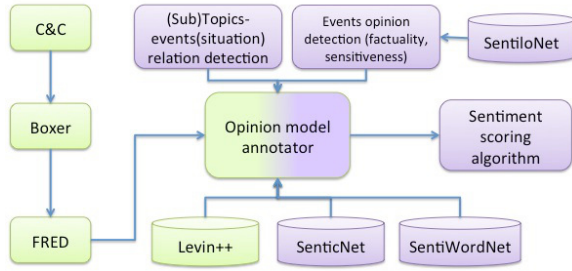 C&C
(Sub)Topics-
events(situation)
relation detection
Events opinion
detection (factuality,
sensitiveness)
SentiloNet
Boxer
Opinion model
annotator
Sentiment
scoring
algorithm
FRED
Levin++
SenticNet
SentiWordNet